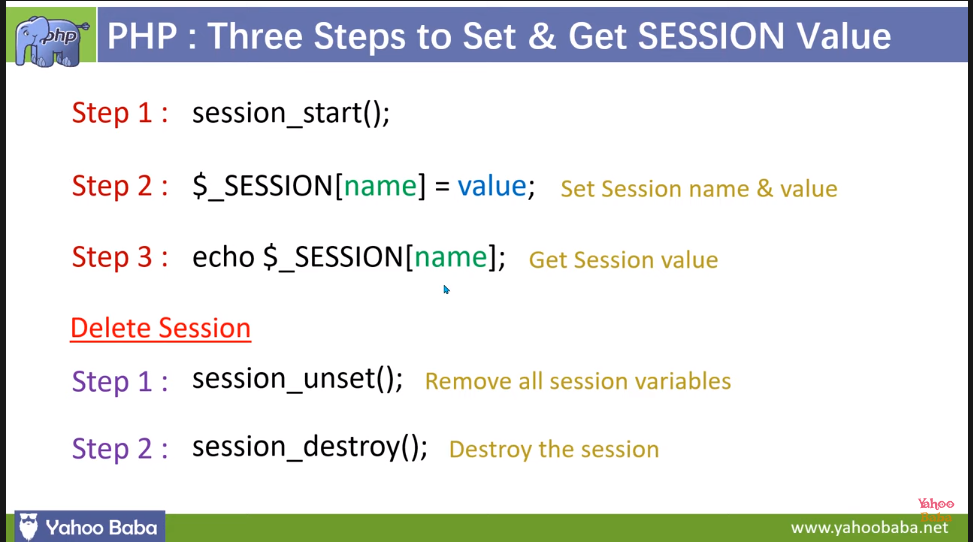 php
PHP : Three Steps to Set & Get SESSION Value
Step 1 : session_start();
Step 2 : $_SESSION[name] = value; Set Session name & value
Step 3 : echo $_SESSION[name]; Get Session value
Delete Session
Step 1 : session_unset(); Remove all session variables
Step 2 : session_destroy(); Destroy the session
Yahoo
Baba
Yahoo Baba
www.yahoobaba.net